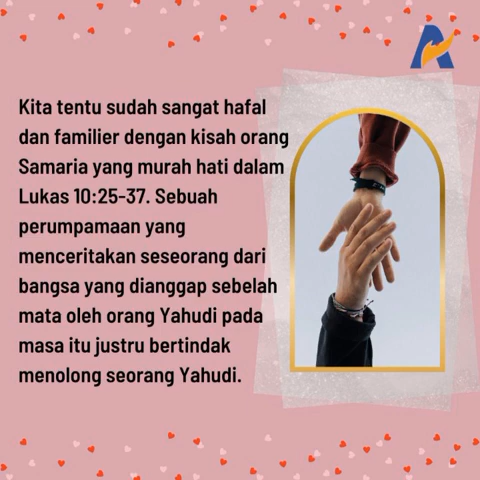 Kita tentu sudah sangat hafal
dan familier dengan kisah orang
Samaria yang murah hati dalam
Lukas 10:25-37. Sebuah
perumpamaan yang
menceritakan seseorang dari
bangsa yang dianggap sebelah
mata oleh orang Yahudi pada
masa itu justru bertindak
menolong seorang Yahudi.